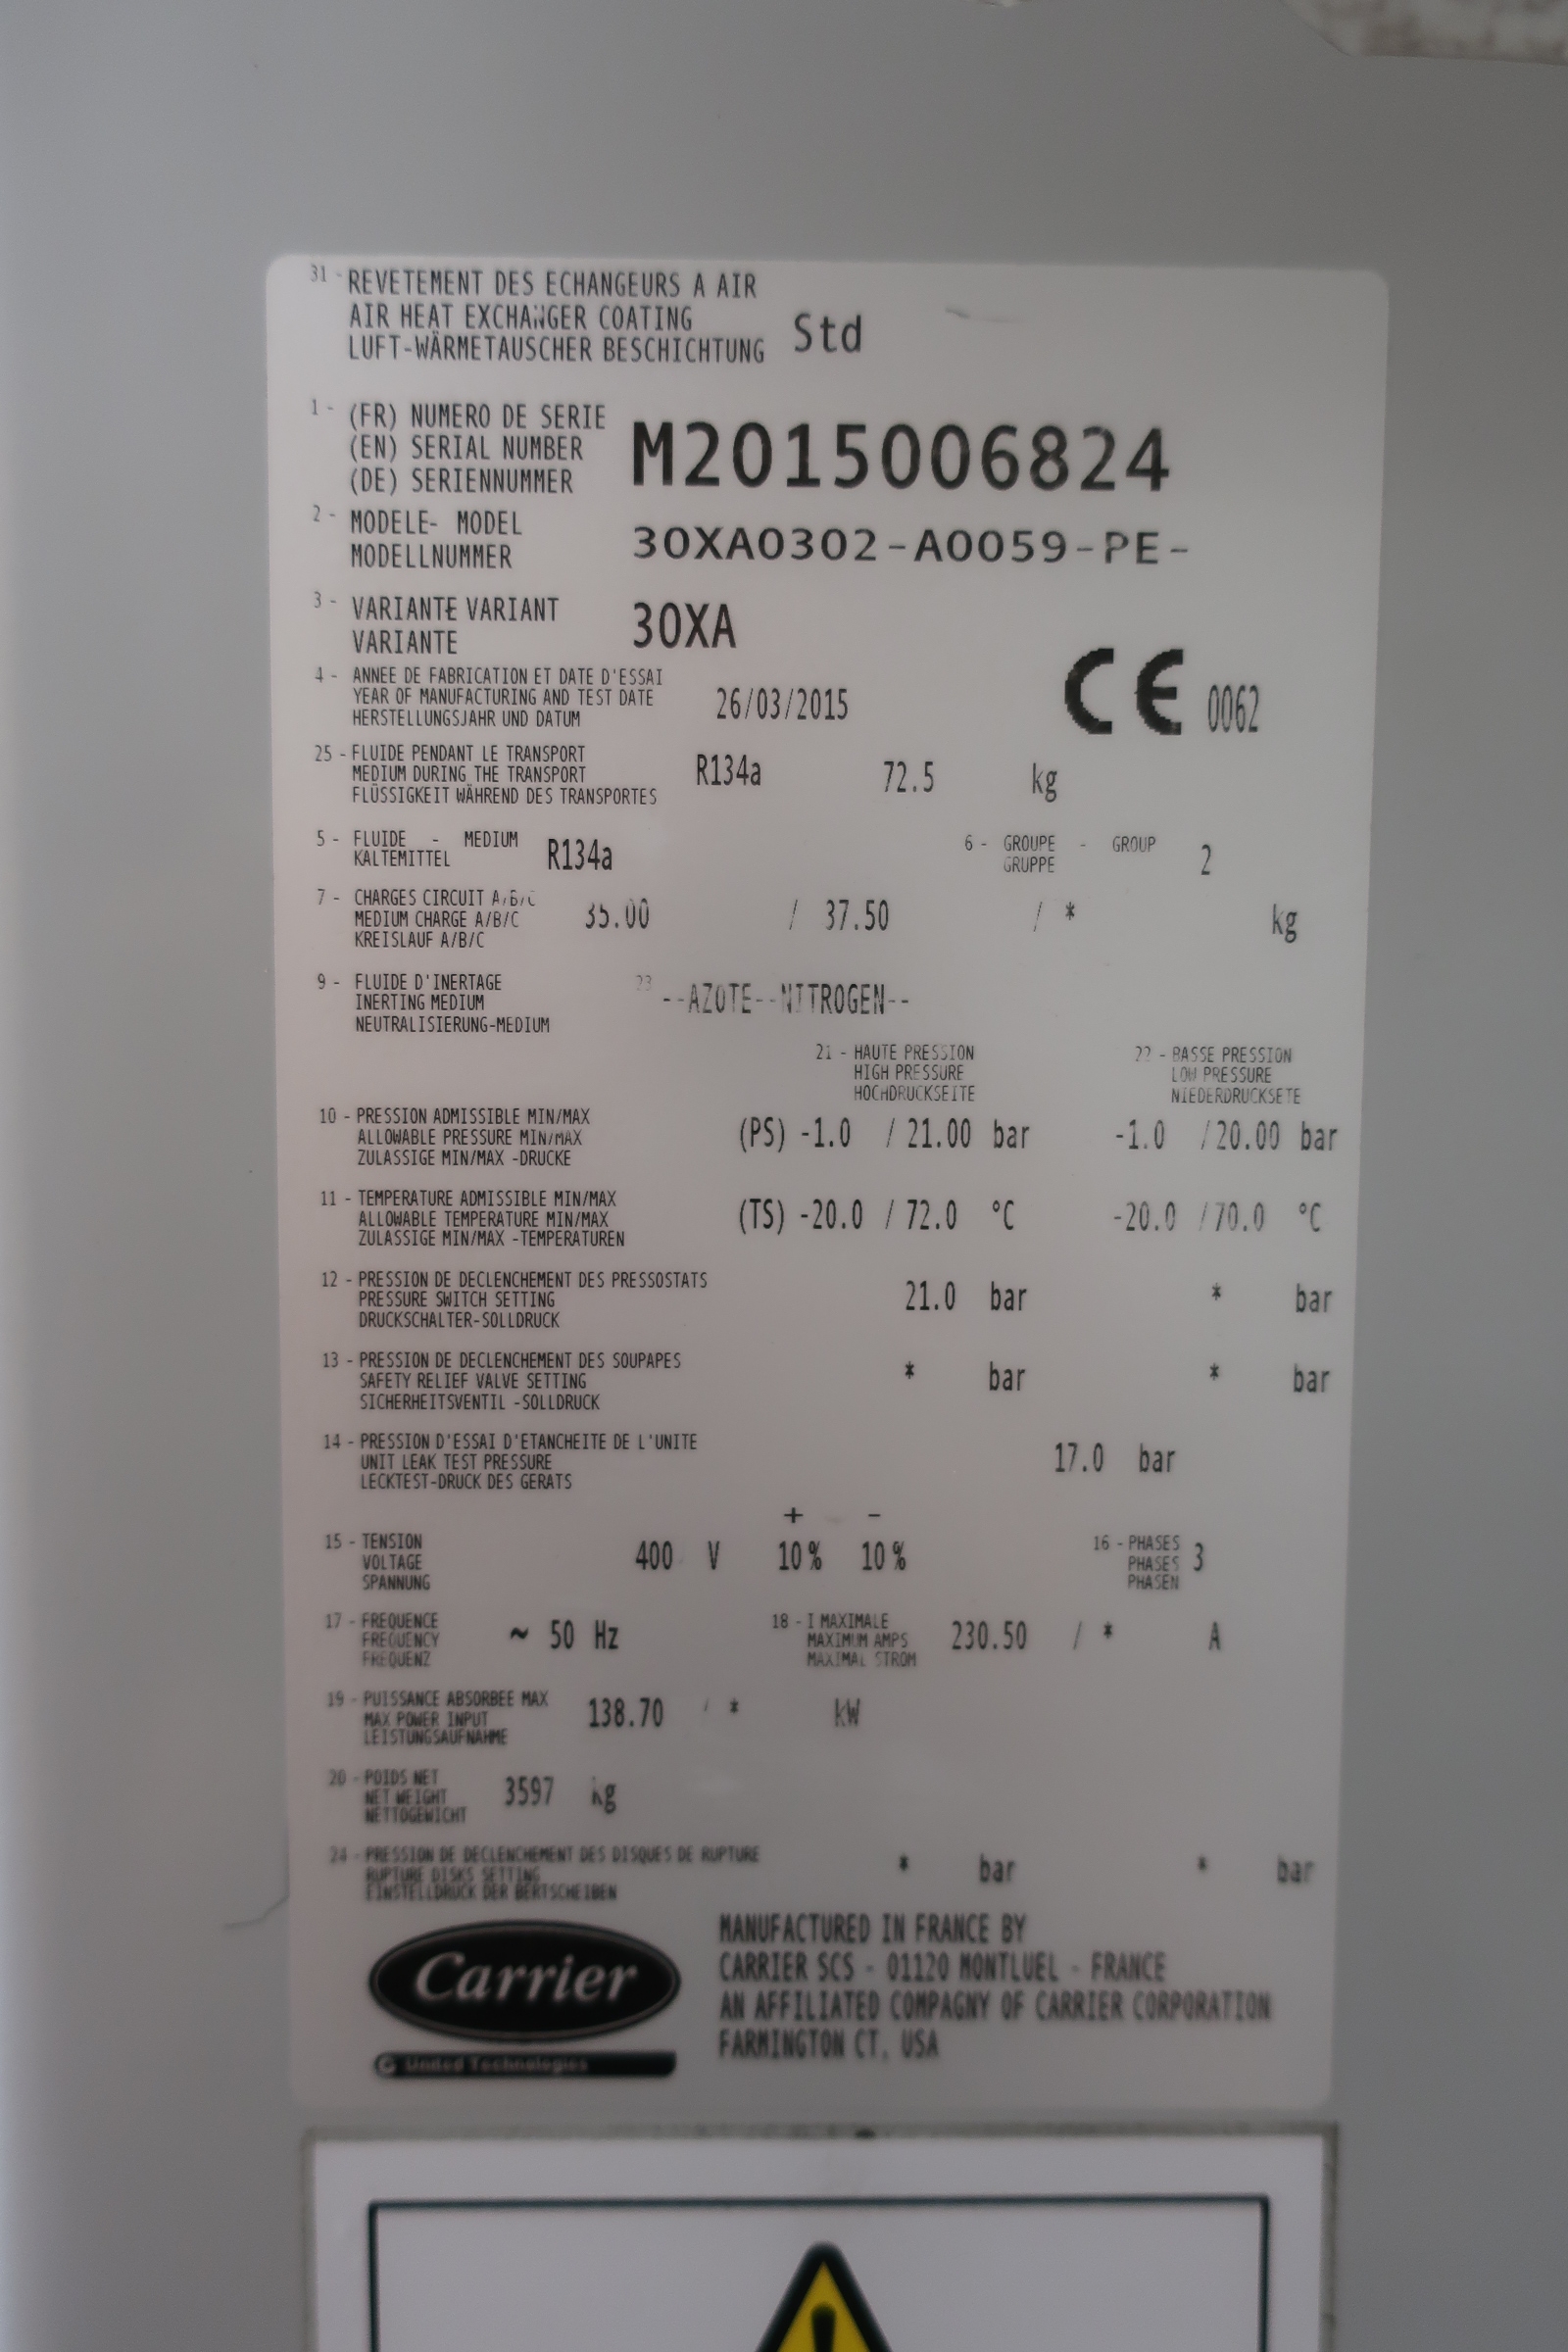 31 - REVETEMENT DES ECHANGEURS A AIR
AIR HEAT EXCHANGER COATING Std
LUFT-WÄRMETAUSCHER BESCHICHTUNG
1 - (FR) NUMERO DE SERIE
(EN) SERIAL NUMBER M2015006824
(DE) SERIENNUMMER
2 - MODELE- MODEL 30XA0302-A0059-PE-
MODELLNUMMER
3 - VARIANTE VARIANT 30XA
VARIANTE
4 - ANNEE DE FABRICATION ET DATE D'ESSAI
YEAR OF MANUFACTURING AND TEST DATE 26/03/2015
HERSTELLUNGSJAHR UND DATUM
CE 0062
25 - FLUIDE PENDANT LE TRANSPORT
MEDIUM DURING THE TRANSPORT R134a 72.5 kg
FLÜSSIGKEIT WÄHREND DES TRANSPORTES
5 - FLUIDE - MEDIUM R134a 6 - GROUPE - GROUP 2
KALTEMITTEL GRUPPE
7 - CHARGES CIRCUIT A/B/C
MEDIUM CHARGE A/B/C 35.00 / 37.50 / * kg
KREISLAUF A/B/C
9 - FLUIDE D'INERTAGE
INERTING MEDIUM 23 --AZOTE--NITROGEN--
NEUTRALISIERUNG-MEDIUM
21 - HAUTE PRESSION 22 - BASSE PRESSION
HIGH PRESSURE LOW PRESSURE
HOCHDRUCKSEITE NIEDERDRUCKSETE
10 - PRESSION ADMISSIBLE MIN/MAX
ALLOWABLE PRESSURE MIN/MAX (PS) -1.0 / 21.00 bar -1.0 / 20.00 bar
ZULASSIGE MIN/MAX -DRUCKE
11 - TEMPERATURE ADMISSIBLE MIN/MAX
ALLOWABLE TEMPERATURE MIN/MAX (TS) -20.0 / 72.0 °C -20.0 / 70.0 °C
ZULASSIGE MIN/MAX -TEMPERATUREN
12 - PRESSION DE DECLENCHEMENT DES PRESSOSTATS
PRESSURE SWITCH SETTING 21.0 bar * bar
DRUCKSCHALTER-SOLLDRUCK
13 - PRESSION DE DECLENCHEMENT DES SOUPAPES
SAFETY RELIEF VALVE SETTING * bar * bar
SICHERHEITSVENTIL -SOLLDRUCK
14 - PRESSION D'ESSAI D'ETANCHEITE DE L'UNITE
UNIT LEAK TEST PRESSURE 17.0 bar
LECKTEST-DRUCK DES GERATS
+ -
15 - TENSION 16 - PHASES
VOLTAGE 400 V 10% 10% PHASES 3
SPANNUNG PHASEN
17 - FREQUENCE 18 - I MAXIMALE
FREQUENCY ~ 50 Hz MAXIMUM AMPS 230.50 / * A
FREQUENZ MAXIMAL STROM
19 - PUISSANCE ABSORBEE MAX
MAX POWER INPUT 138.70 / * kW
LEISTUNGSAUFNAHME
20 - POIDS NET
NET WEIGHT 3597 kg
NETTOGEWICHT
24 - PRESSION DE DECLENCHEMENT DES DISQUES DE RUPTURE
RUPTURE DISKS SETTING * bar * bar
EINSTELLDRUCK DER BERTSCHEIBEN
Carrier
United Technologies
MANUFACTURED IN FRANCE BY
CARRIER SCS - 01120 MONTLUEL - FRANCE
AN AFFILIATED COMPAGNY OF CARRIER CORPORATION
FARMINGTON CT. USA